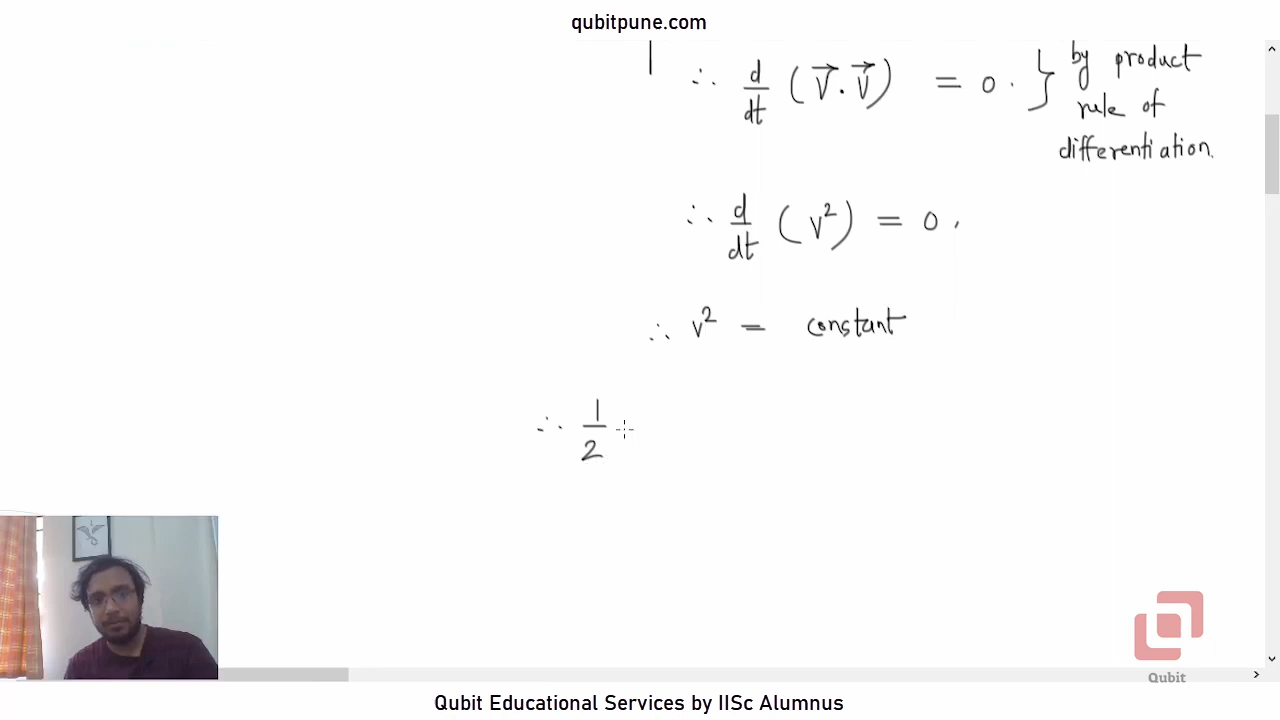 qubitpune.com
∴ d/dt (v⃗ . v⃗) = 0 . } by product
rule of
differentiation.
∴ d/dt (v²) = 0 .
∴ v² = constant
∴ 1/2
Qubit
Qubit Educational Services by IISc Alumnus